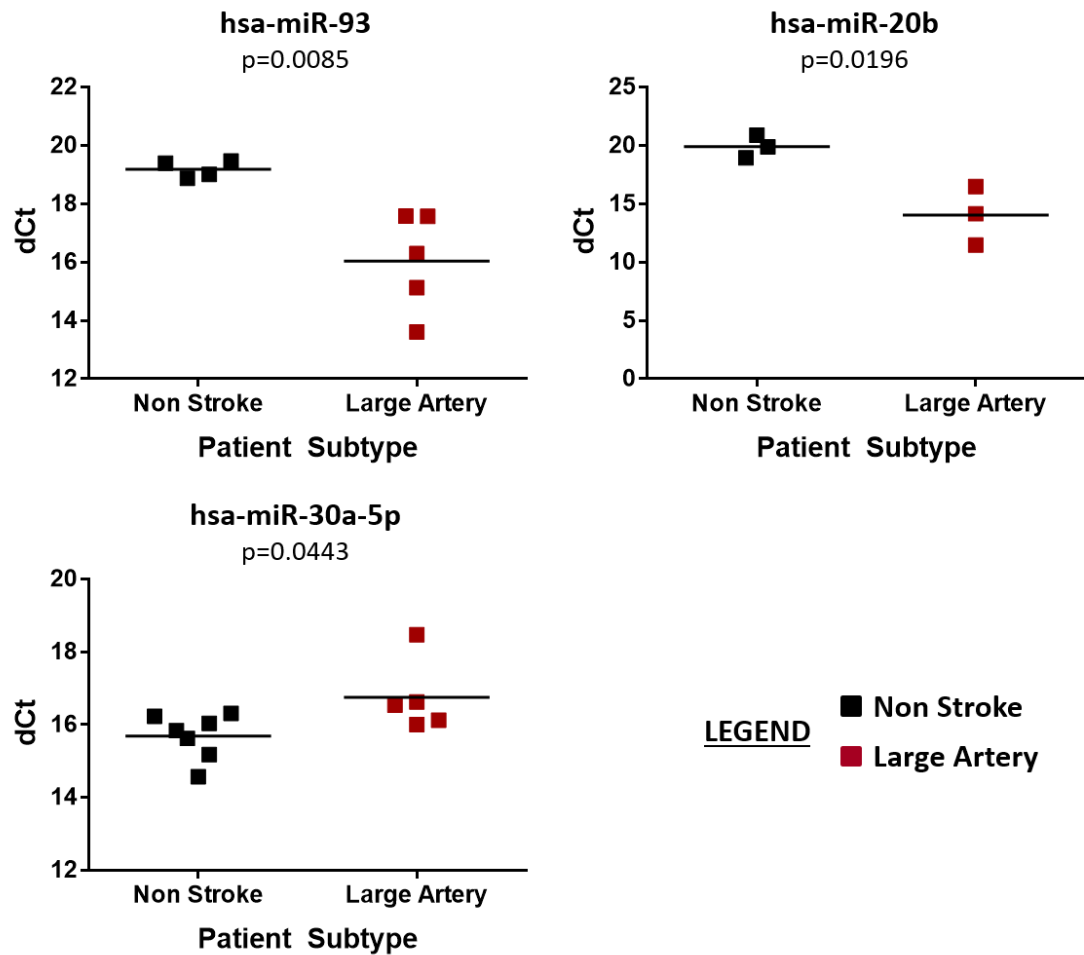 hsa-miR-93
p=0.0085
22
20
18
16
14
12
dCt
Non Stroke Large Artery
Patient Subtype
hsa-miR-20b
p=0.0196
25
20
15
10
5
0
dCt
Non Stroke Large Artery
Patient Subtype
hsa-miR-30a-5p
p=0.0443
20
18
16
14
12
dCt
Non Stroke Large Artery
Patient Subtype
LEGEND
Non Stroke
Large Artery